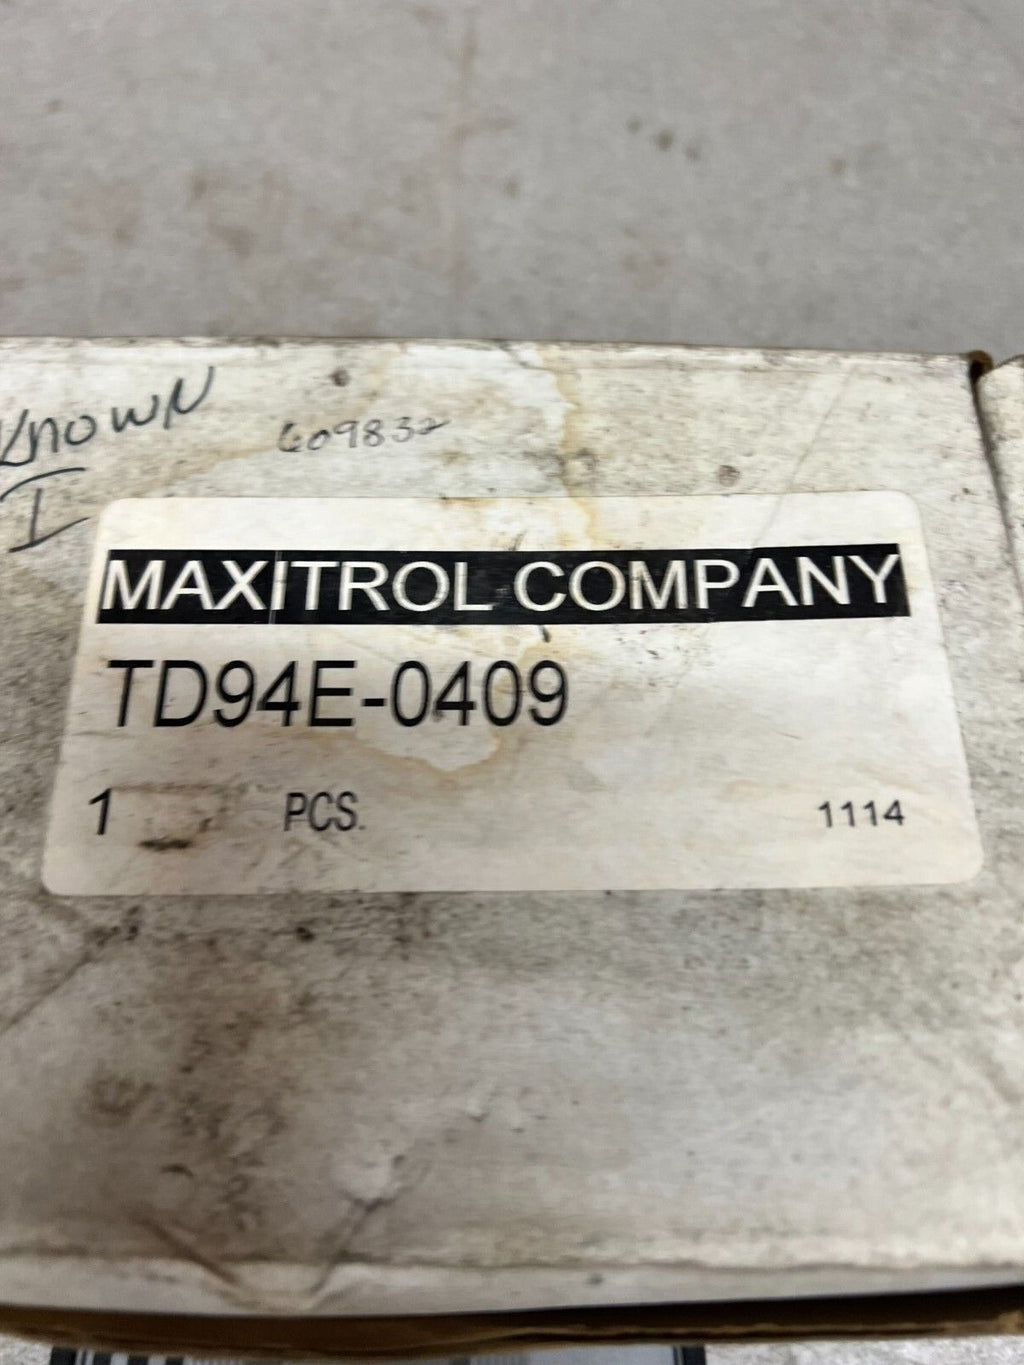 Known 609832
I
MAXITROL COMPANY
TD94E-0409
1 PCS. 1114